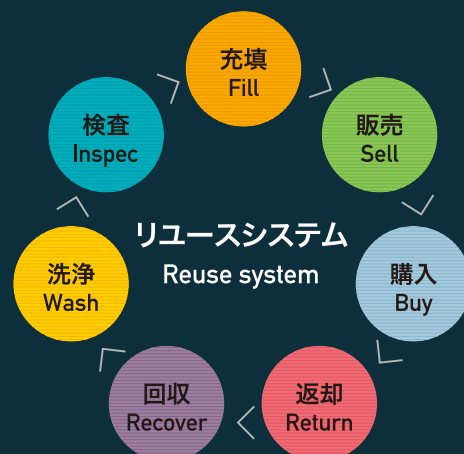 充填
Fill
販売
Sell
購入
Buy
返却
Return
回収
Recover
洗浄
Wash
検査
Inspec
リユースシステム
Reuse system